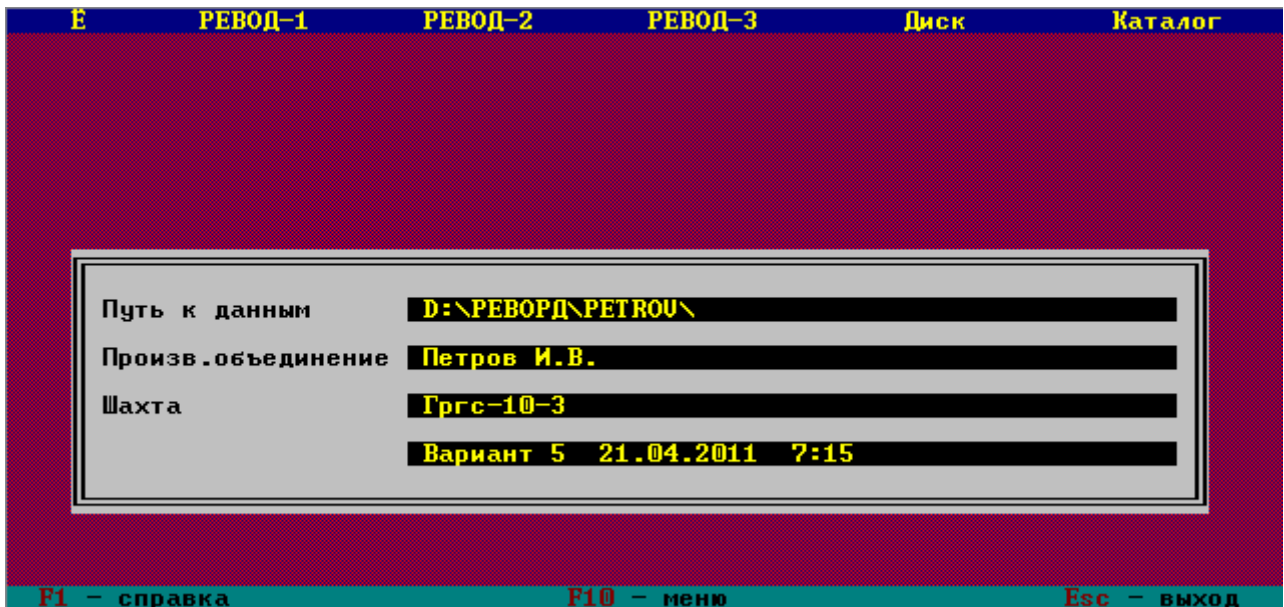 Ё РЕВОД-1 РЕВОД-2 РЕВОД-3 Диск Каталог
Путь к данным D:\РЕВОРД\PETROV\
Произв.объединение Петров И.В.
Шахта Гргс-10-3
Вариант 5 21.04.2011 7:15
F1 - справка F10 - меню Esc - выход